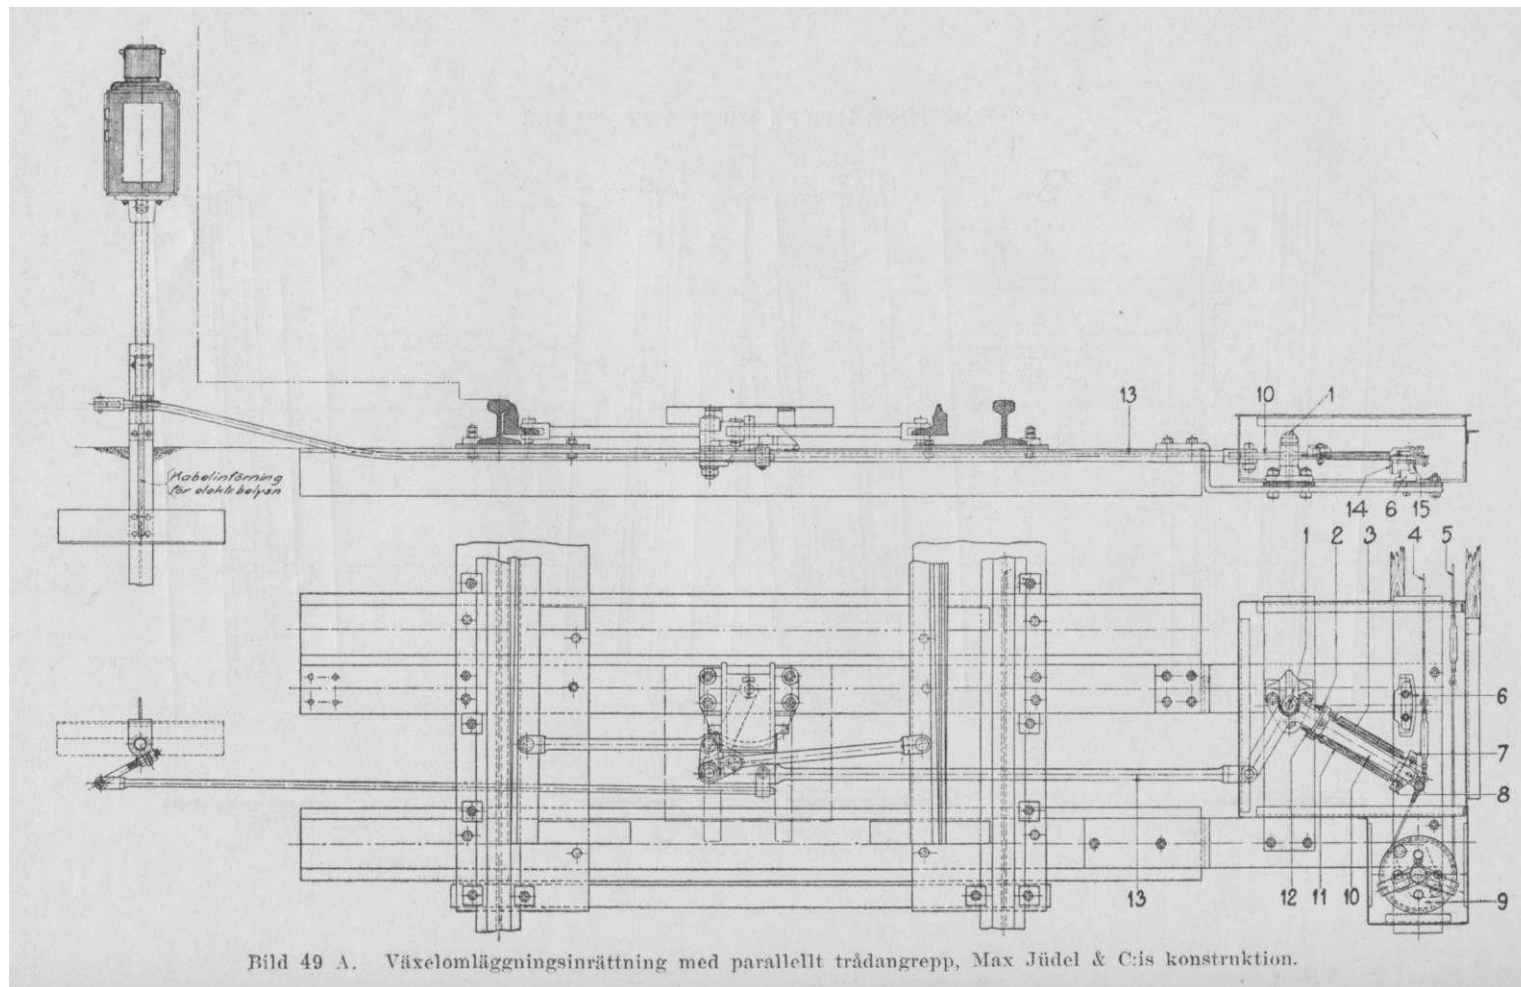 13 10 1
Kabelinförning
för elektr.belysn
14 6 15
1 2 3 4 5
6
7
8
13 12 11 10 9
Bild 49 A. Växelomläggningsinrättning med parallellt trådangrepp, Max Jüdel & C:is konstruktion.